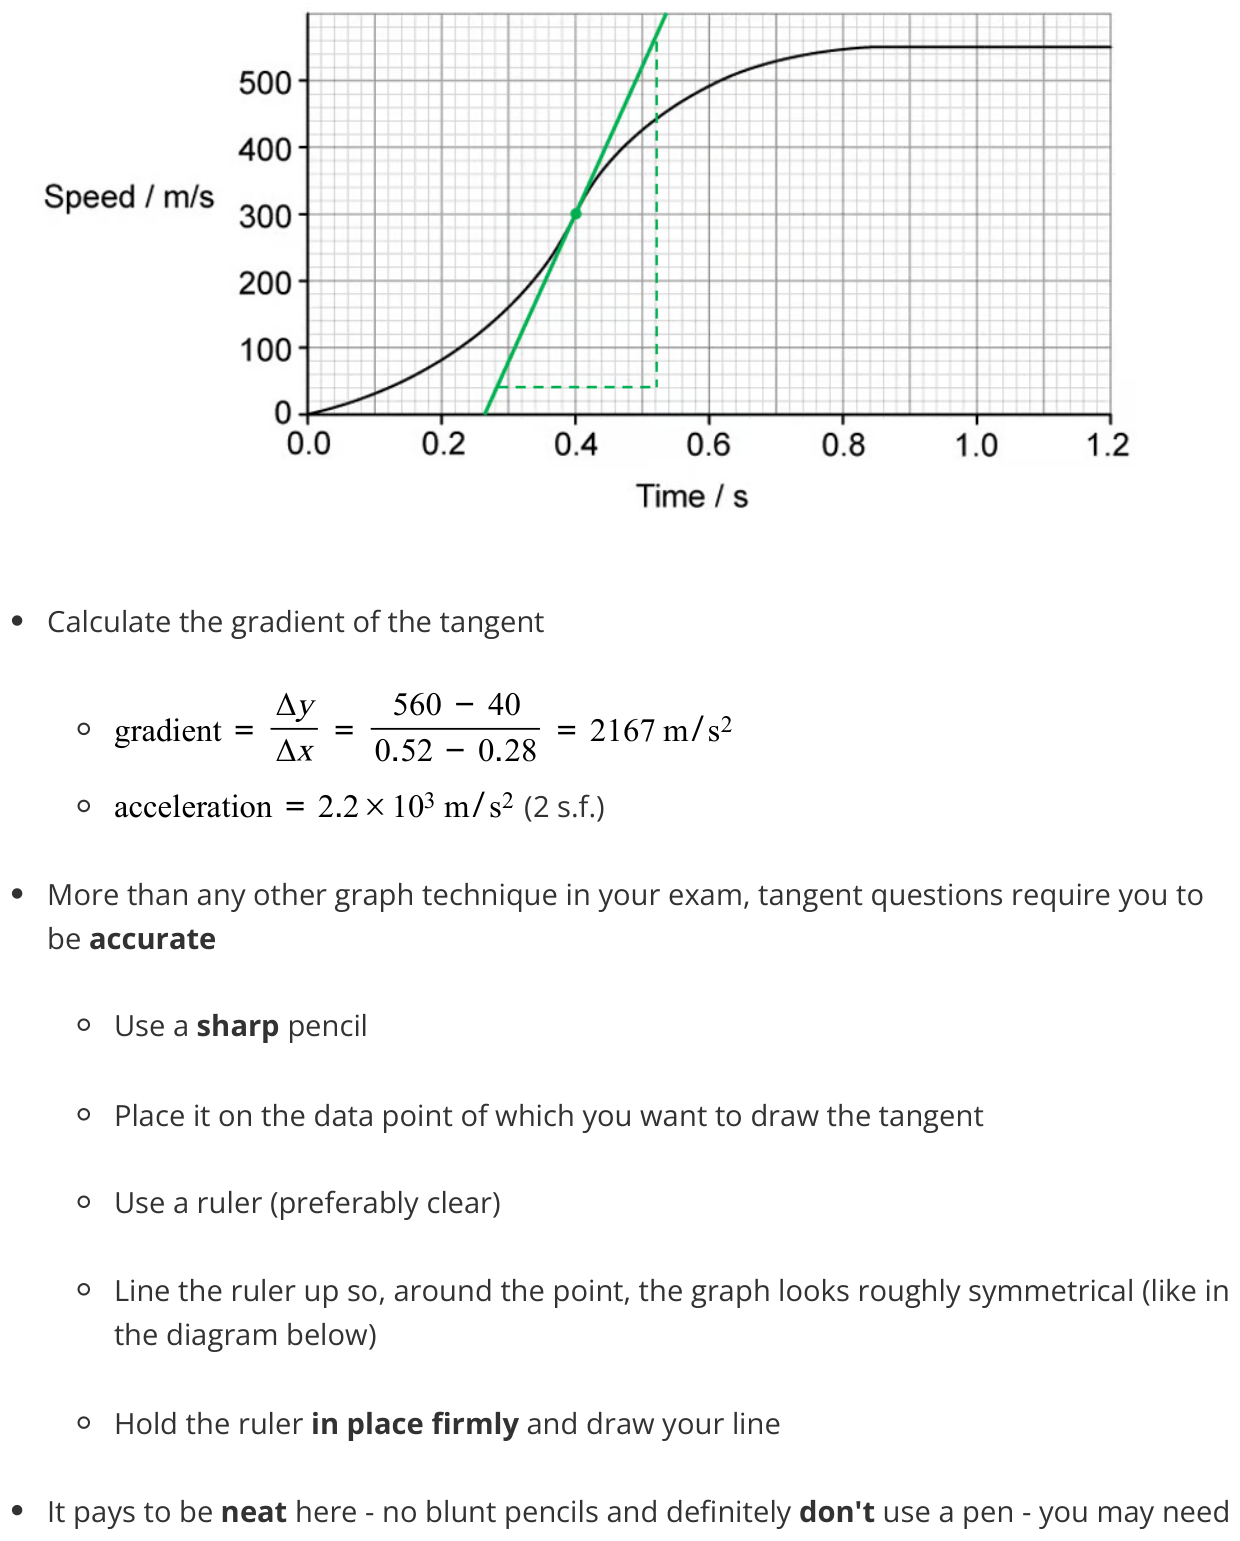 500
400
Speed / m/s
300
200
100
0
0.0 0.2 0.4 0.6 0.8 1.0 1.2
Time / s
• Calculate the gradient of the tangent
∘ gradient = Δy/Δx = (560 − 40)/(0.52 − 0.28) = 2167 m/s²
∘ acceleration = 2.2 × 10³ m/s² (2 s.f.)
• More than any other graph technique in your exam, tangent questions require you to
be accurate
∘ Use a sharp pencil
∘ Place it on the data point of which you want to draw the tangent
∘ Use a ruler (preferably clear)
∘ Line the ruler up so, around the point, the graph looks roughly symmetrical (like in
the diagram below)
∘ Hold the ruler in place firmly and draw your line
• It pays to be neat here - no blunt pencils and definitely don't use a pen - you may need